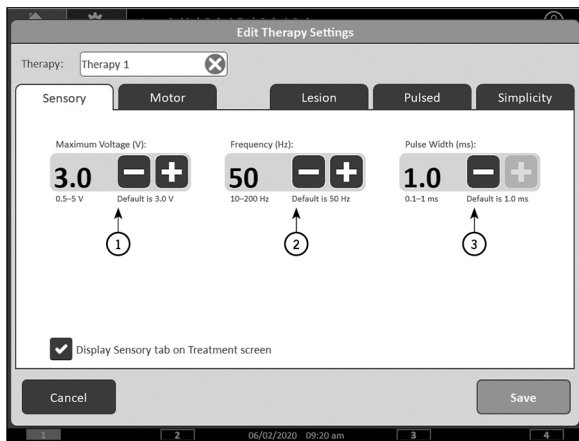 Edit Therapy Settings
Therapy: Therapy 1
Sensory Motor Lesion Pulsed Simplicity
Maximum Voltage (V): Frequency (Hz): Pulse Width (ms):
3.0 50 1.0
0.5–5 V Default is 3.0 V 10–200 Hz Default is 50 Hz 0.1–1 ms Default is 1.0 ms
1 2 3
Display Sensory tab on Treatment screen
Cancel Save
1 2 06/02/2020 09:20 am 3 4